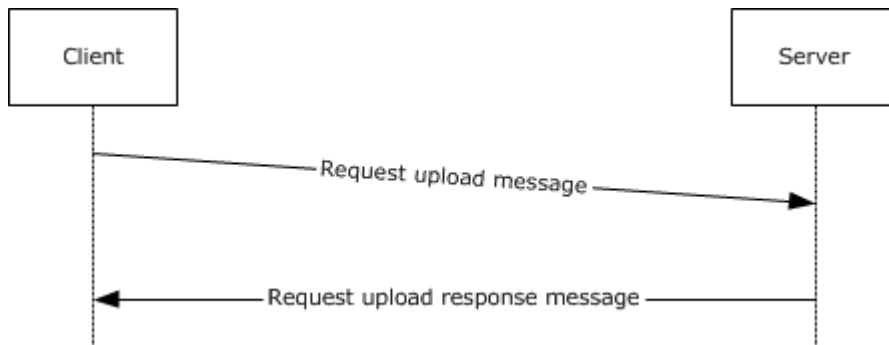 Client
Server
Request upload message
Request upload response message